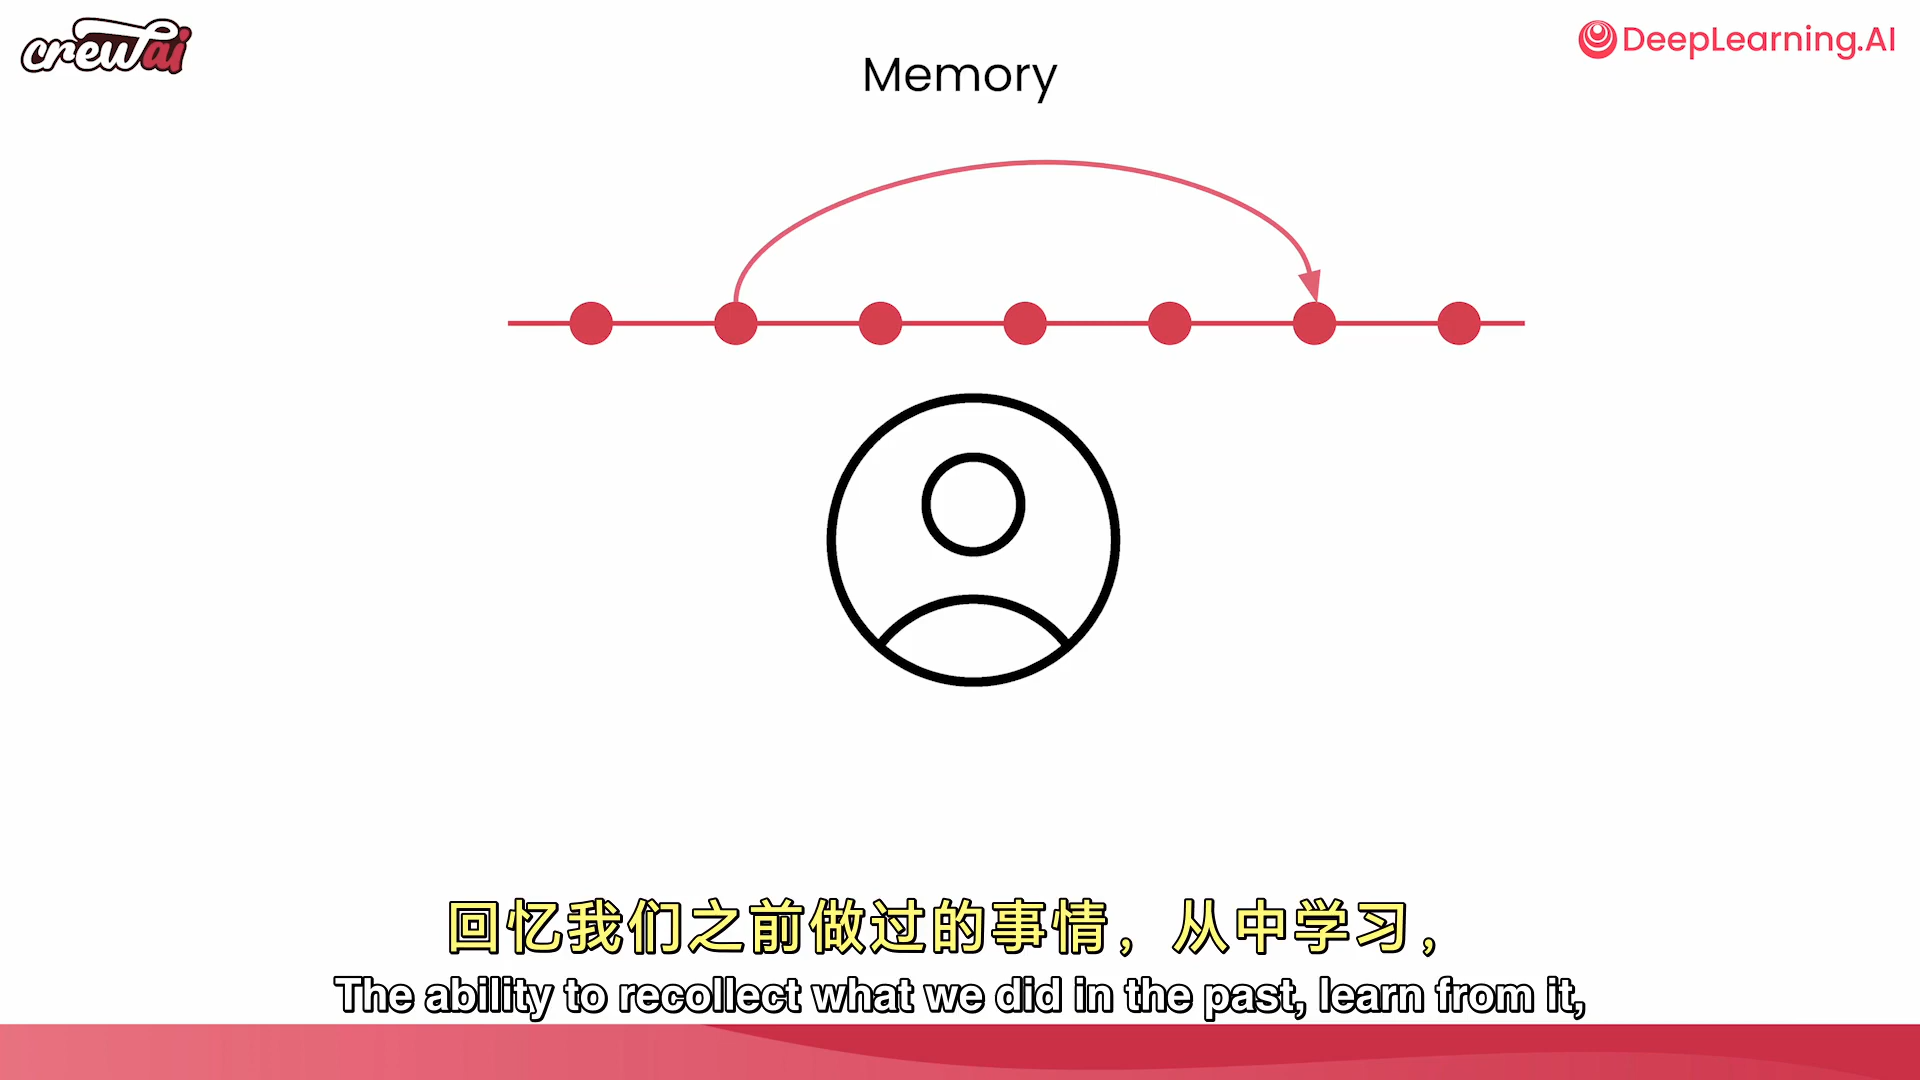 crewai
DeepLearning.AI
Memory
回忆我们之前做过的事情，从中学习，
The ability to recollect what we did in the past, learn from it,